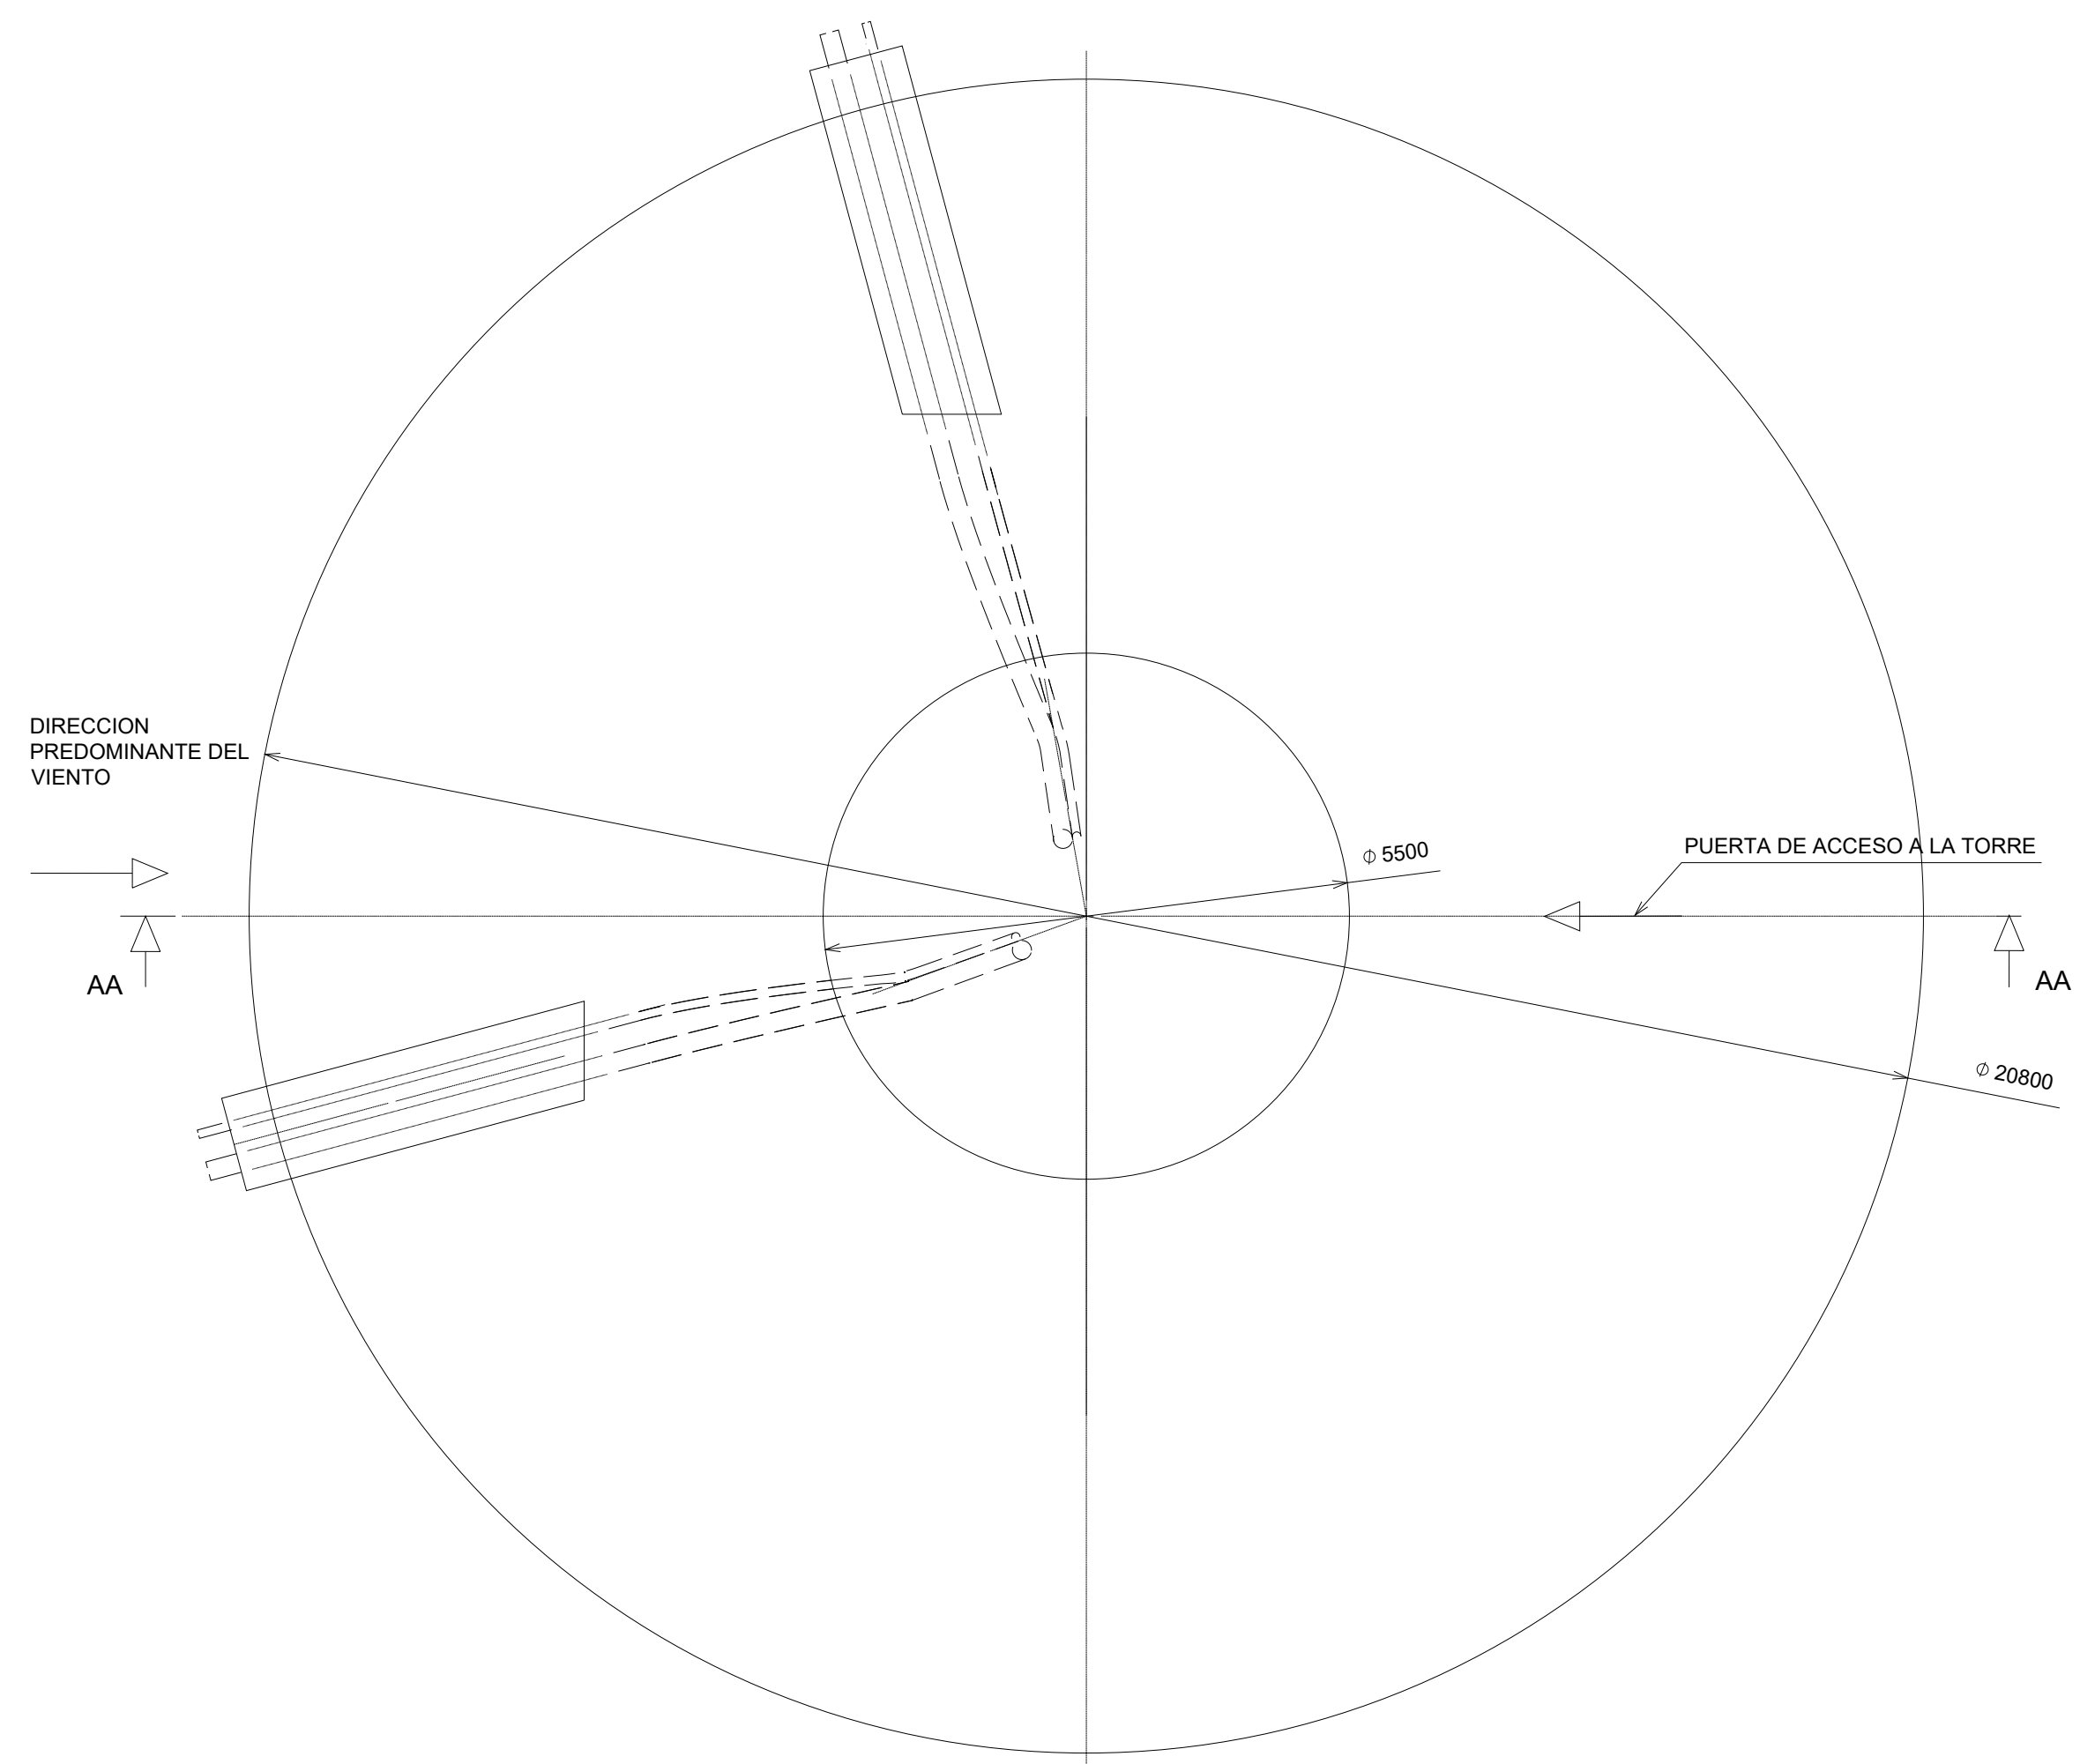 DIRECCION
PREDOMINANTE DEL
VIENTO
⌀ 5500
PUERTA DE ACCESO A LA TORRE
AA
AA
⌀ 20800